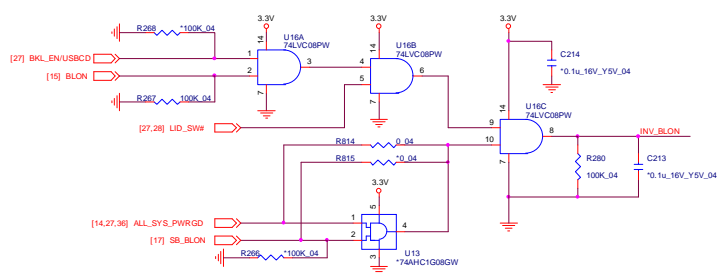 3.3V
3.3V
3.3V
R268
*100K_04
U16A
74LVC08PW
U16B
74LVC08PW
C214
*0.1u_16V_Y5V_04
[27] BKL_EN/USBCD
1
14
3
4
14
[15] BLON
2
5
6
7
7
U16C
74LVC08PW
R267
100K_04
14
[27,28] LID_SW#
9
8
INV_BLON
10
R814
0_04
R815
*0_04
7
R280
100K_04
C213
*0.1u_16V_Y5V_04
3.3V
5
[14,27,36] ALL_SYS_PWRGD
1
4
[17] SB_BLON
2
3
U13
*74AHC1G08GW
R266
*100K_04